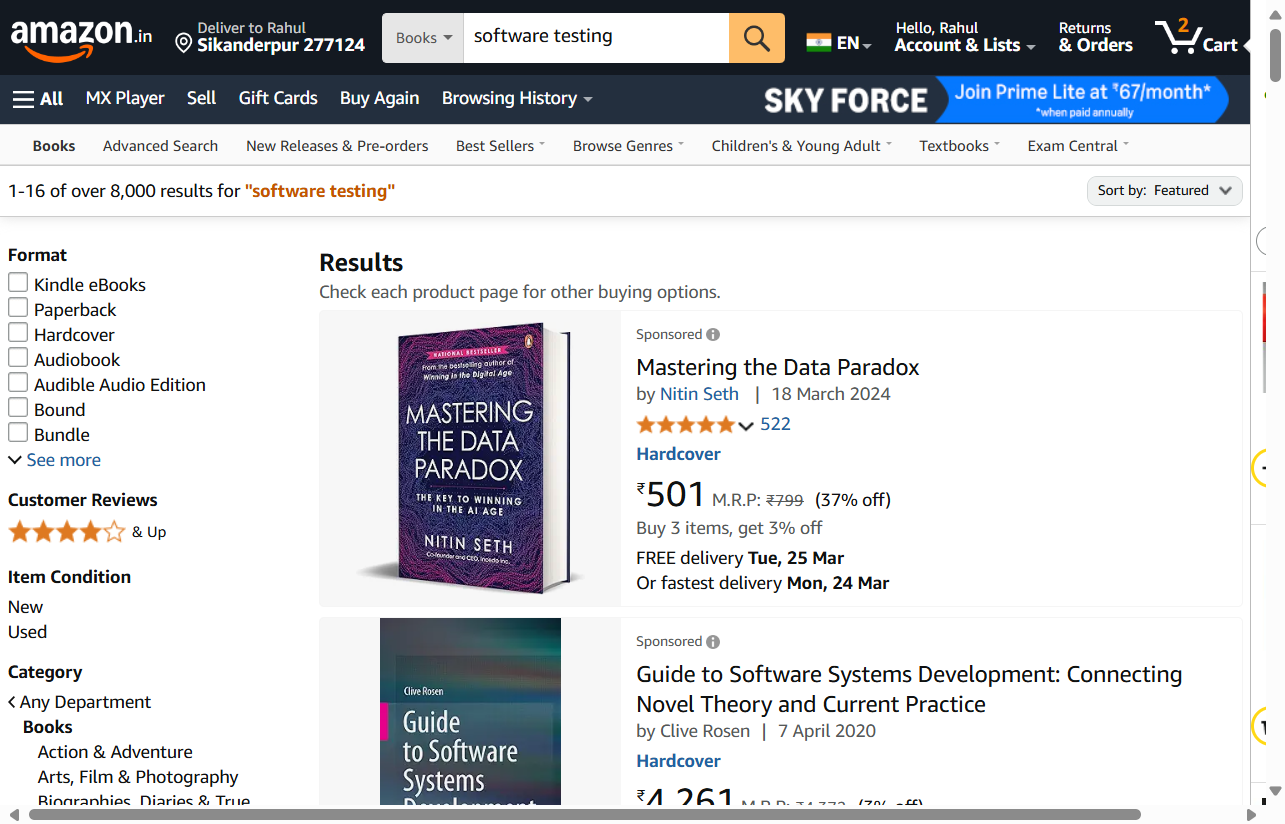 amazon.in
Deliver to Rahul
Sikanderpur 277124
Books
software testing
EN
Hello, Rahul
Account & Lists
Returns
& Orders
2
Cart
All
MX Player
Sell
Gift Cards
Buy Again
Browsing History
SKY FORCE
Join Prime Lite at ₹67/month*
*when paid annually
Books
Advanced Search
New Releases & Pre-orders
Best Sellers
Browse Genres
Children's & Young Adult
Textbooks
Exam Central
1-16 of over 8,000 results for "software testing"
Sort by: Featured
Format
Kindle eBooks
Paperback
Hardcover
Audiobook
Audible Audio Edition
Bound
Bundle
See more
Customer Reviews
& Up
Item Condition
New
Used
Category
Any Department
Books
Action & Adventure
Arts, Film & Photography
Biographies, Diaries & True
Results
Check each product page for other buying options.
NATIONAL BESTSELLER
From the bestselling author of
Winning in the Digital Age
MASTERING
THE DATA
PARADOX
THE KEY TO WINNING
IN THE AI AGE
NITIN SETH
Co-founder and CEO, Incedo Inc.
Sponsored
Mastering the Data Paradox
by Nitin Seth | 18 March 2024
522
Hardcover
₹501 M.R.P: ₹799 (37% off)
Buy 3 items, get 3% off
FREE delivery Tue, 25 Mar
Or fastest delivery Mon, 24 Mar
Clive Rosen
Guide
to Software
Systems
Development
Sponsored
Guide to Software Systems Development: Connecting
Novel Theory and Current Practice
by Clive Rosen | 7 April 2020
Hardcover
₹4,261 M.R.P: (3% off)